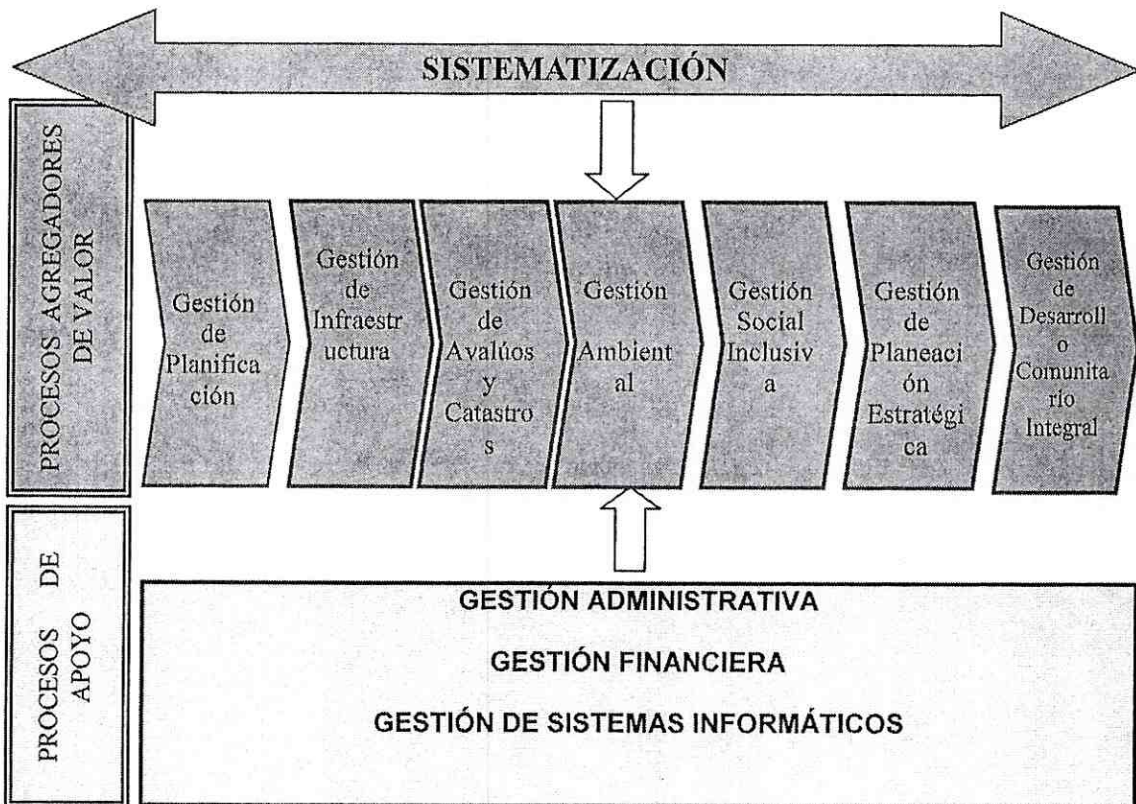 SISTEMATIZACIÓN
PROCESOS AGREGADORES
DE VALOR
Gestión
de
Planifica
ción
Gestión
de
Infraestr
uctura
Gestión
de
Avalúos
y
Catastro
s
Gestión
Ambient
al
Gestión
Social
Inclusiv
a
Gestión
de
Planeaci
ón
Estratégi
ca
Gestión
de
Desarroll
o
Comunita
rio
Integral
PROCESOS DE
APOYO
GESTIÓN ADMINISTRATIVA
GESTIÓN FINANCIERA
GESTIÓN DE SISTEMAS INFORMÁTICOS